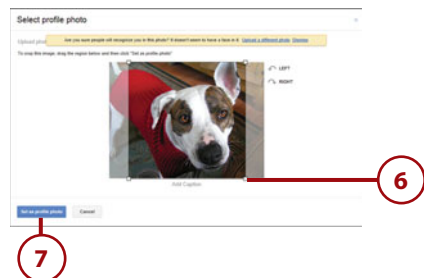 Select profile photo
Upload phot
Are you sure people will recognize you in this photo? It doesn't seem to have a face in it. Upload a different photo. Dismiss
To crop this image, drag the region below and then click "Set as profile photo"
LEFT
RIGHT
Add Caption
6
Set as profile photo
Cancel
7